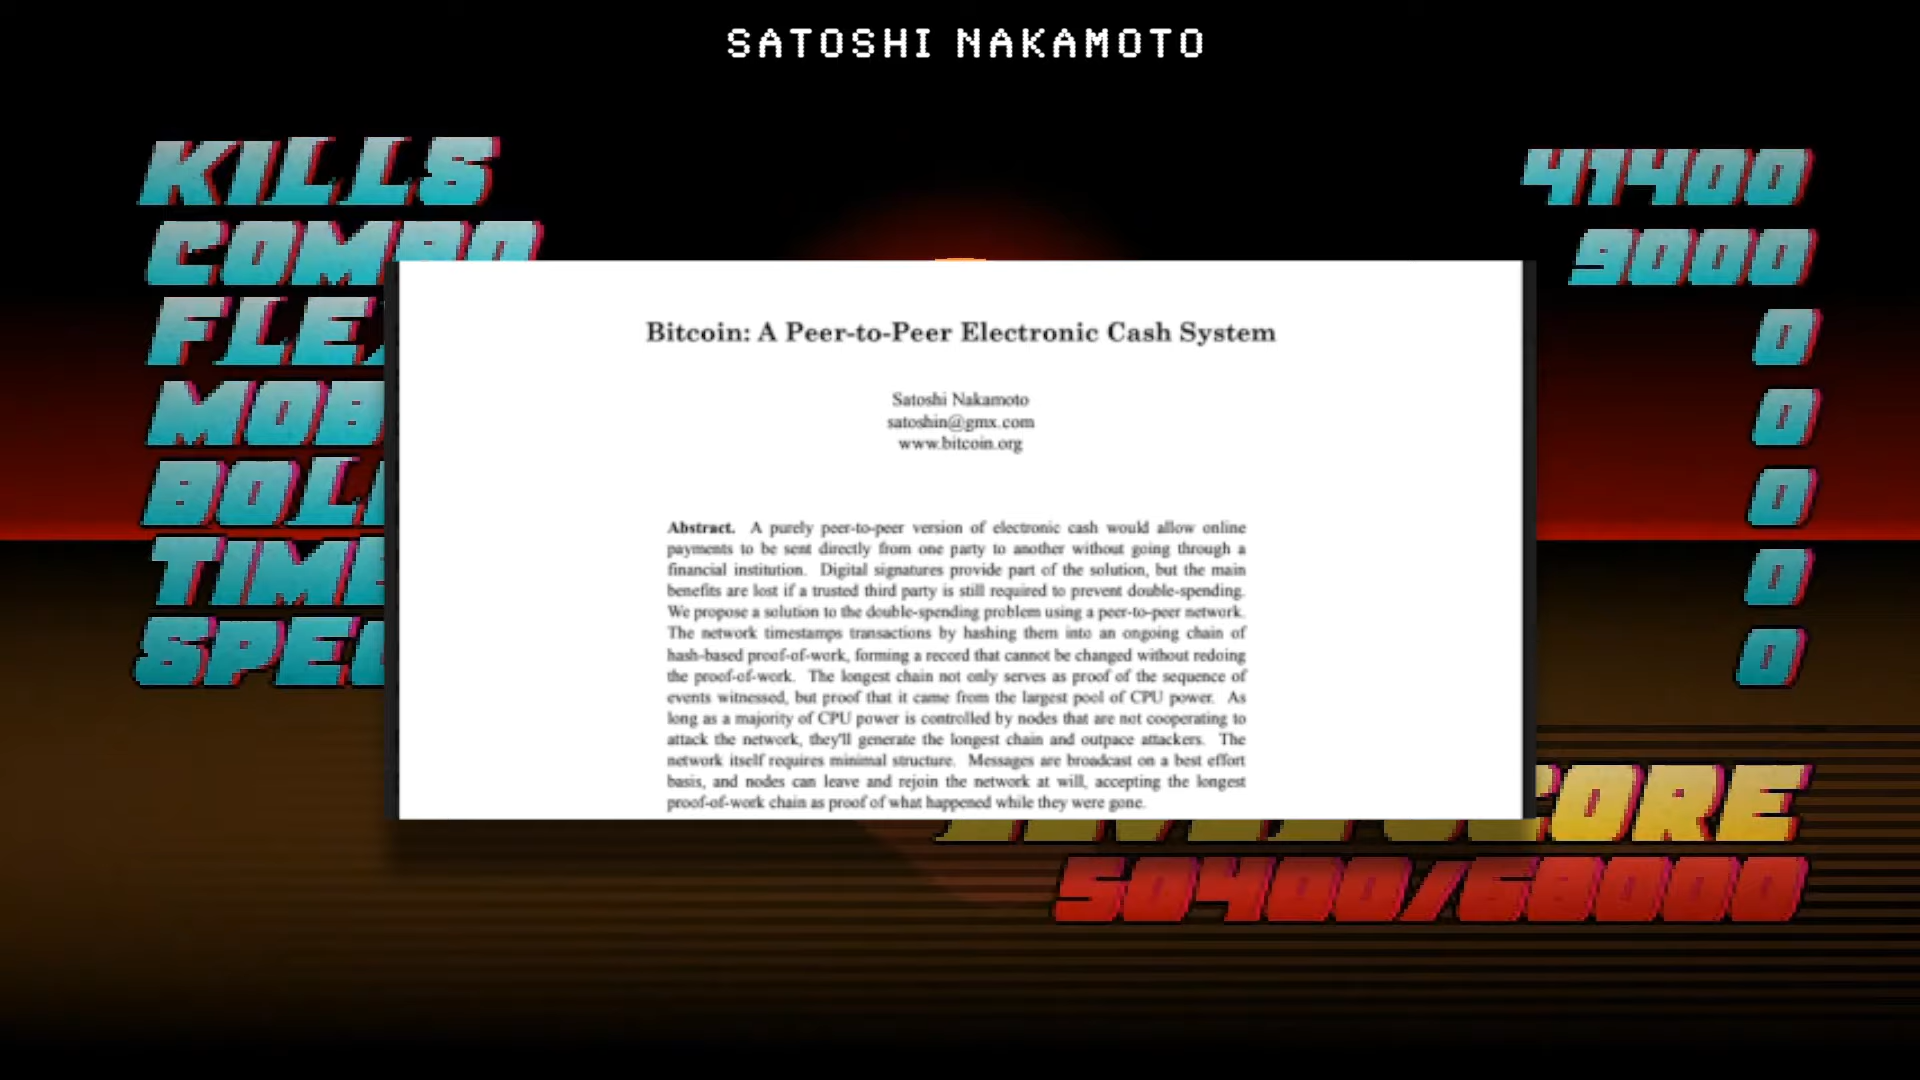 SATOSHI NAKAMOTO
KILLS 41400
COMBO 9000
FLE 0
MOB 0
BOL 0
TIME 0
SPE 0
Bitcoin: A Peer-to-Peer Electronic Cash System
Satoshi Nakamoto
satoshin@gmx.com
www.bitcoin.org
Abstract. A purely peer-to-peer version of electronic cash would allow online
payments to be sent directly from one party to another without going through a
financial institution. Digital signatures provide part of the solution, but the main
benefits are lost if a trusted third party is still required to prevent double-spending.
We propose a solution to the double-spending problem using a peer-to-peer network.
The network timestamps transactions by hashing them into an ongoing chain of
hash-based proof-of-work, forming a record that cannot be changed without redoing
the proof-of-work. The longest chain not only serves as proof of the sequence of
events witnessed, but proof that it came from the largest pool of CPU power. As
long as a majority of CPU power is controlled by nodes that are not cooperating to
attack the network, they'll generate the longest chain and outpace attackers. The
network itself requires minimal structure. Messages are broadcast on a best effort
basis, and nodes can leave and rejoin the network at will, accepting the longest
proof-of-work chain as proof of what happened while they were gone.
ORE
50400/68000